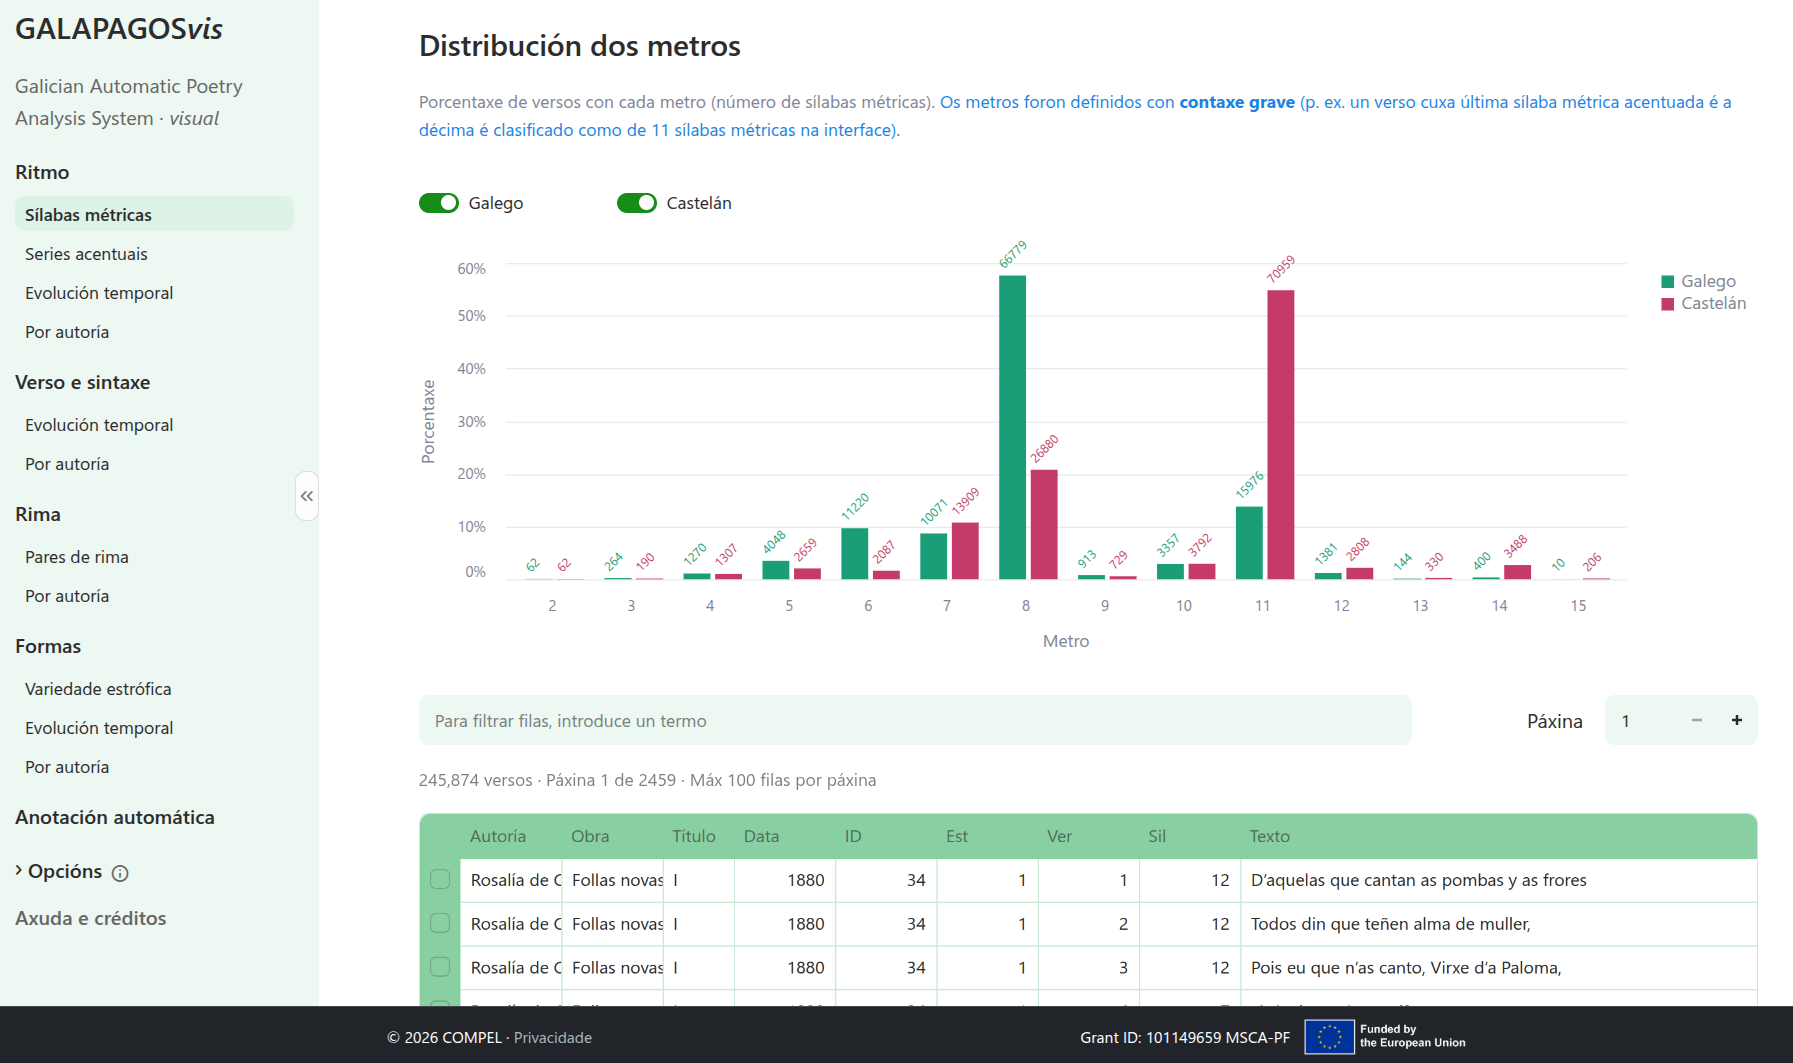 GALAPAGOSvis
Galician Automatic Poetry
Analysis System · visual
Ritmo
Sílabas métricas
Series acentuais
Evolución temporal
Por autoría
Verso e sintaxe
Evolución temporal
Por autoría
Rima
Pares de rima
Por autoría
Formas
Variedade estrófica
Evolución temporal
Por autoría
Anotación automática
Opcións
Axuda e créditos
Distribución dos metros
Porcentaxe de versos con cada metro (número de sílabas métricas). Os metros foron definidos con contaxe grave (p. ex. un verso cuxa última sílaba métrica acentuada é a
décima é clasificado como de 11 sílabas métricas na interface).
Galego Castelán
60%
50%
40%
30%
20%
10%
0%
Porcentaxe
62 62 264 190 1270 1307 4048 2659 11220 2087 10071 13909 66779 26880 913 729 3357 3792 15976 70959 1381 2808 144 330 400 3488 10 206
2 3 4 5 6 7 8 9 10 11 12 13 14 15
Metro
Galego
Castelán
Para filtrar filas, introduce un termo
Páxina 1 − +
245,874 versos · Páxina 1 de 2459 · Máx 100 filas por páxina
Autoría Obra Título Data ID Est Ver Sil Texto
Rosalía de C Follas novas I 1880 34 1 1 12 D’aquelas que cantan as pombas y as frores
Rosalía de C Follas novas I 1880 34 1 2 12 Todos din que teñen alma de muller,
Rosalía de C Follas novas I 1880 34 1 3 12 Pois eu que n’as canto, Virxe d’a Paloma,
© 2026 COMPEL · Privacidade
Grant ID: 101149659 MSCA-PF
Funded by
the European Union